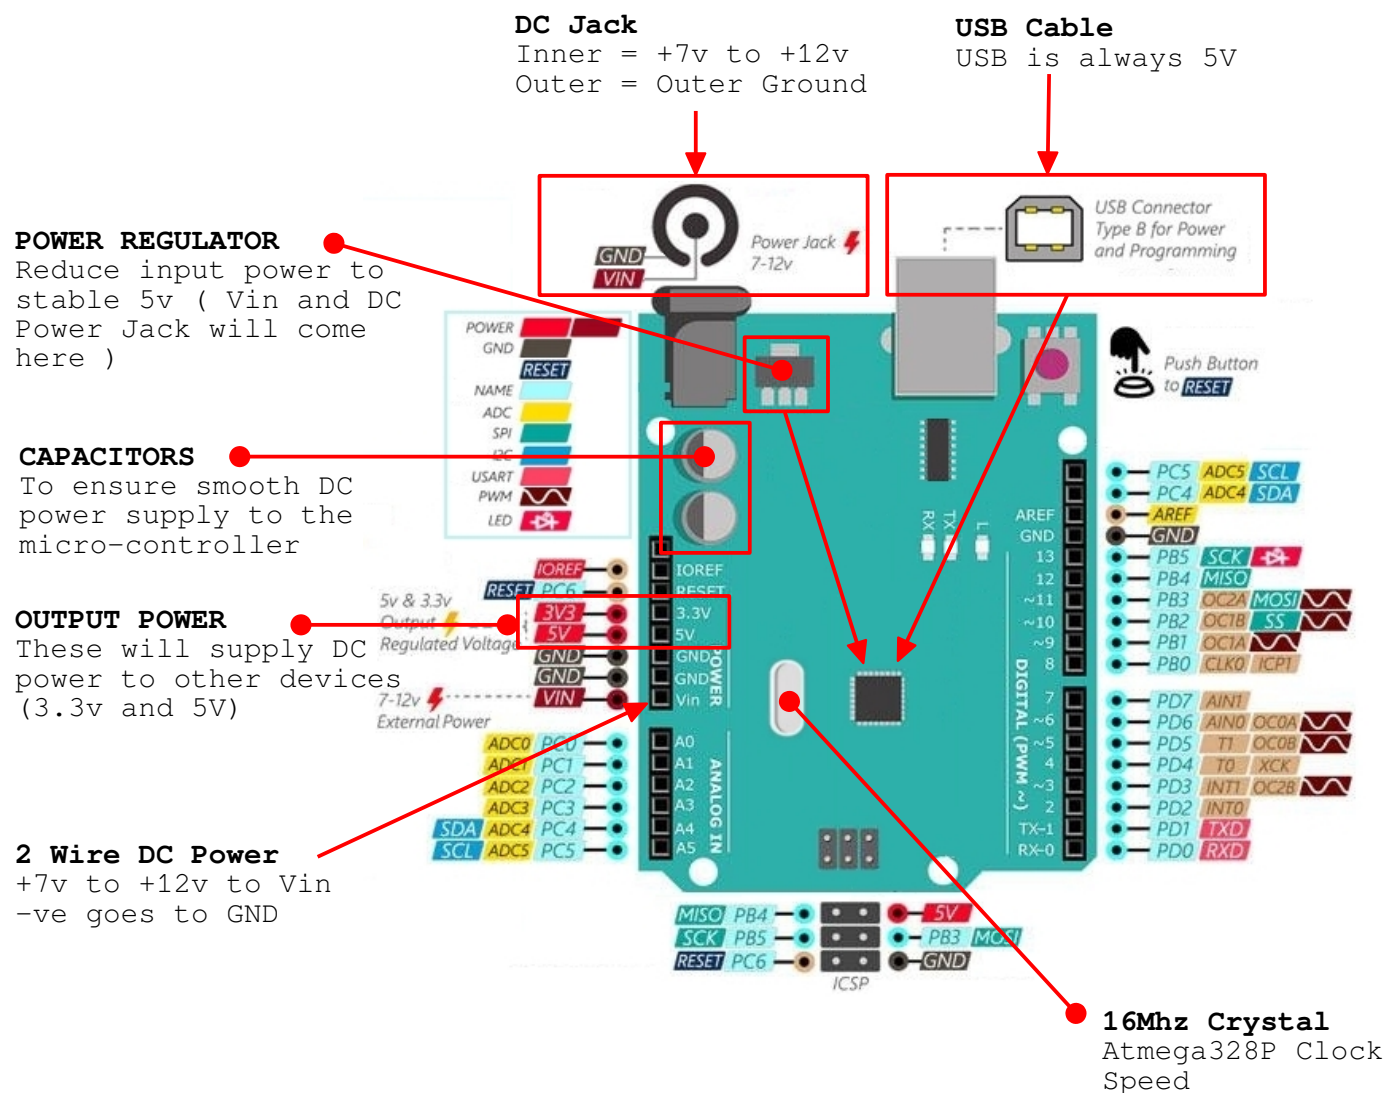 DC Jack
Inner = +7v to +12v
Outer = Outer Ground
USB Cable
USB is always 5V
GND
VIN
Power Jack
7-12v
USB Connector
Type B for Power
and Programming
POWER REGULATOR
Reduce input power to
stable 5v ( Vin and DC
Power Jack will come
here )
POWER
GND
RESET
NAME
ADC
SPI
I2C
USART
PWM
LED
Push Button
to RESET
CAPACITORS
To ensure smooth DC
power supply to the
micro-controller
OUTPUT POWER
These will supply DC
power to other devices
(3.3v and 5V)
5v & 3.3v
Output
Regulated Voltage
7-12v
External Power
IOREF
RESET PC6
3V3
5V
GND
GND
VIN
IOREF
RESET
3.3V
5V
GND
GND
Vin
POWER
ADC0 PC0
ADC1 PC1
ADC2 PC2
ADC3 PC3
SDA ADC4 PC4
SCL ADC5 PC5
A0
A1
A2
A3
A4
A5
ANALOG IN
RX
TX
L
AREF
GND
13
12
~11
~10
~9
8
7
~6
~5
4
~3
2
TX-1
RX-0
DIGITAL (PWM ~)
PC5 ADC5 SCL
PC4 ADC4 SDA
AREF
GND
PB5 SCK
PB4 MISO
PB3 OC2A MOSI
PB2 OC1B SS
PB1 OC1A
PB0 CLK0 ICP1
PD7 AIN1
PD6 AIN0 OC0A
PD5 T1 OC0B
PD4 T0 XCK
PD3 INT1 OC2B
PD2 INT0
PD1 TXD
PD0 RXD
2 Wire DC Power
+7v to +12v to Vin
-ve goes to GND
MISO PB4
5V
SCK PB5
PB3 MOSI
RESET PC6
GND
ICSP
16Mhz Crystal
Atmega328P Clock
Speed